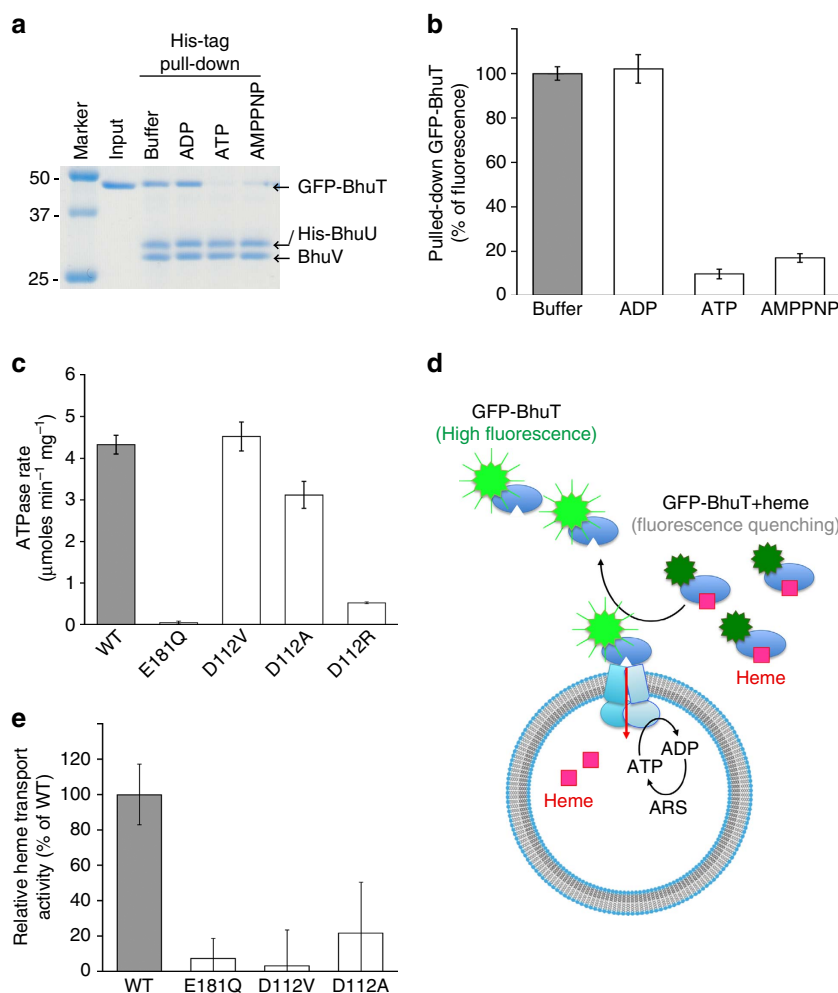 a
His-tag
pull-down
Marker
Input
Buffer
ADP
ATP
AMPPNP
50
37
25
GFP-BhuT
His-BhuU
BhuV
b
Pulled-down GFP-BhuT
(% of fluorescence)
100
80
60
40
20
0
Buffer
ADP
ATP
AMPPNP
c
ATPase rate
(μmoles min⁻¹ mg⁻¹)
6
5
4
3
2
1
0
WT
E181Q
D112V
D112A
D112R
d
GFP-BhuT
(High fluorescence)
GFP-BhuT+heme
(fluorescence quenching)
Heme
ADP
ATP
Heme
ARS
e
Relative heme transport
activity (% of WT)
120
100
80
60
40
20
0
WT
E181Q
D112V
D112A